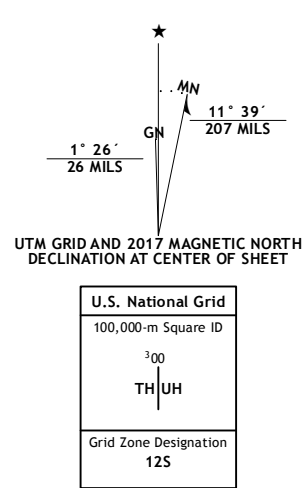 ★
MN
11° 39´
207 MILS
GN
1° 26´
26 MILS
UTM GRID AND 2017 MAGNETIC NORTH
DECLINATION AT CENTER OF SHEET
U.S. National Grid
100,000-m Square ID
³00
TH UH
Grid Zone Designation
12S